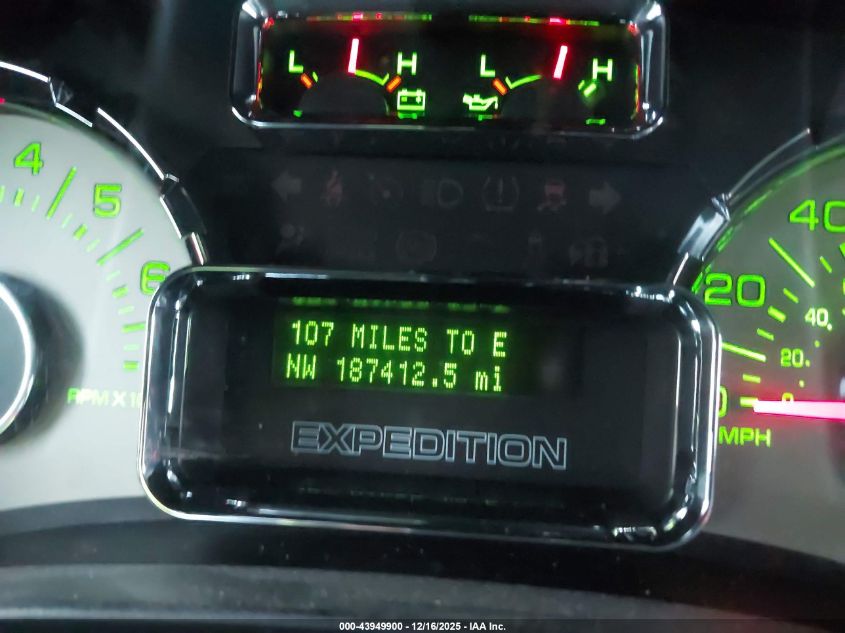 L H L H
4
5
6
RPM X
40
20
40
20
0
MPH
107 MILES TO E
NW 187412.5 mi
EXPEDITION
000-43949900 - 12/16/2025 - IAA Inc.